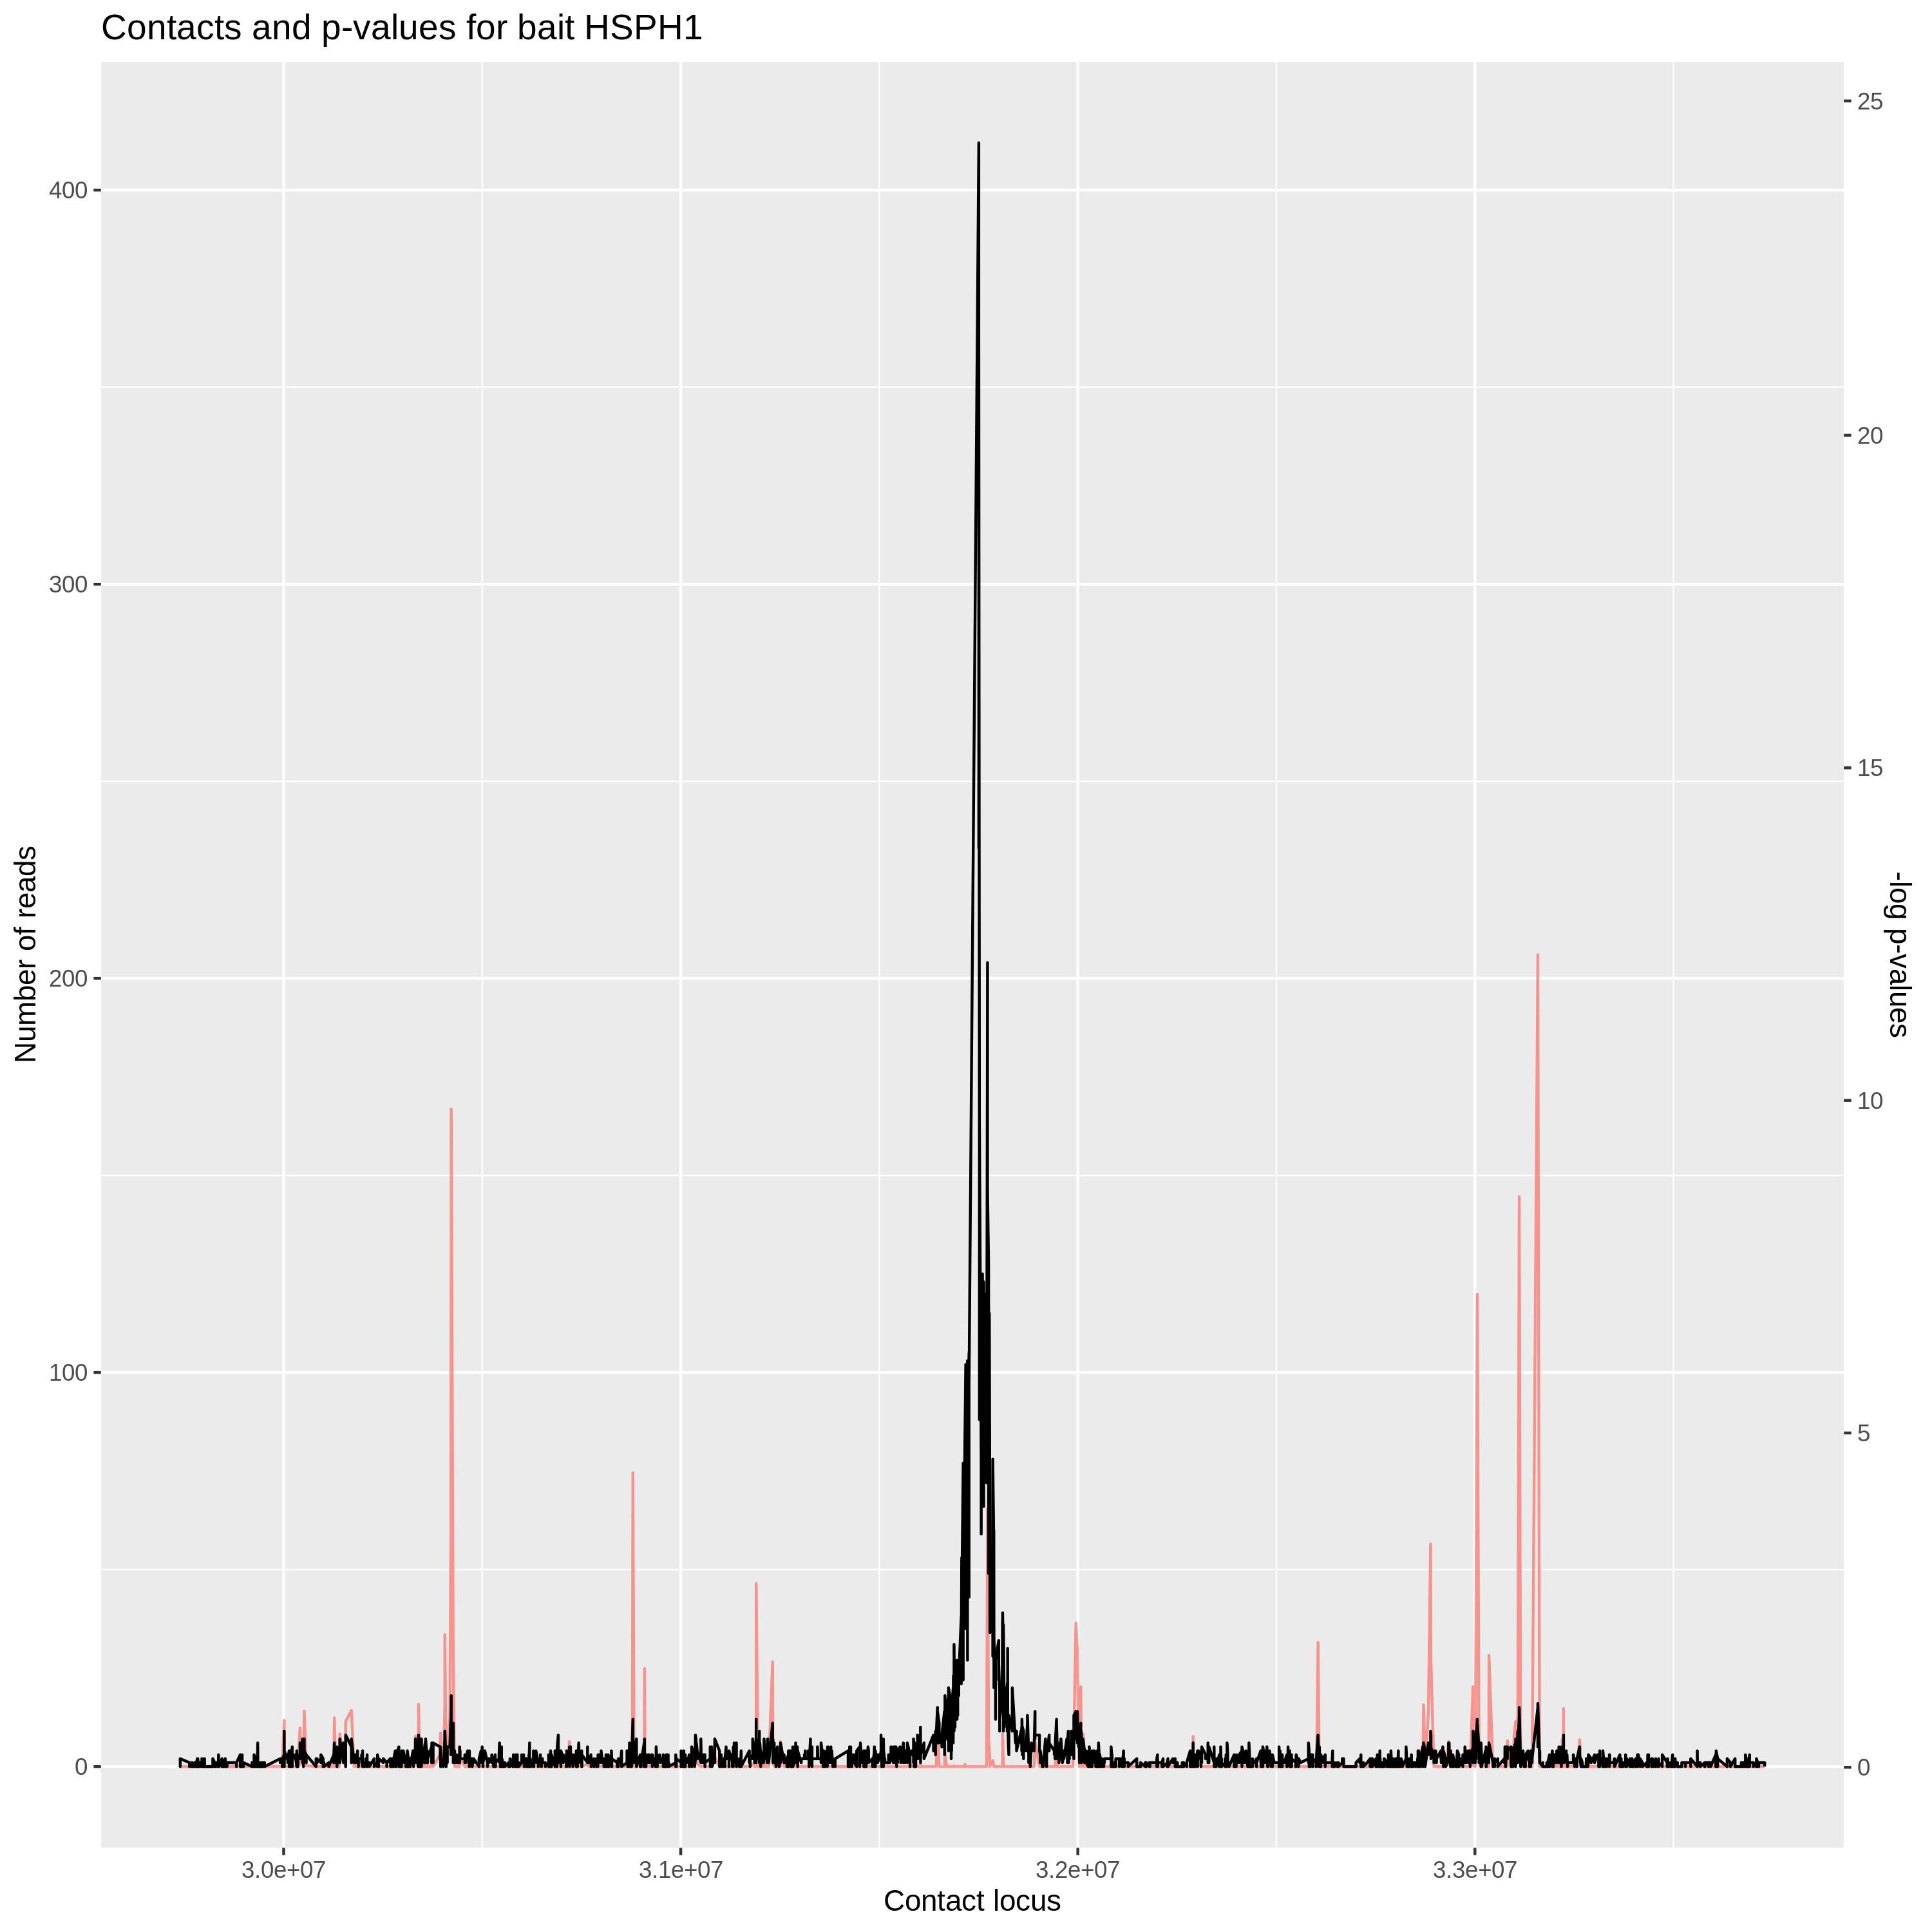 Contacts and p-values for bait HSPH1
400
300
200
100
0
Number of reads
25
20
15
10
5
0
-log p-values
3.0e+07 3.1e+07 3.2e+07 3.3e+07
Contact locus